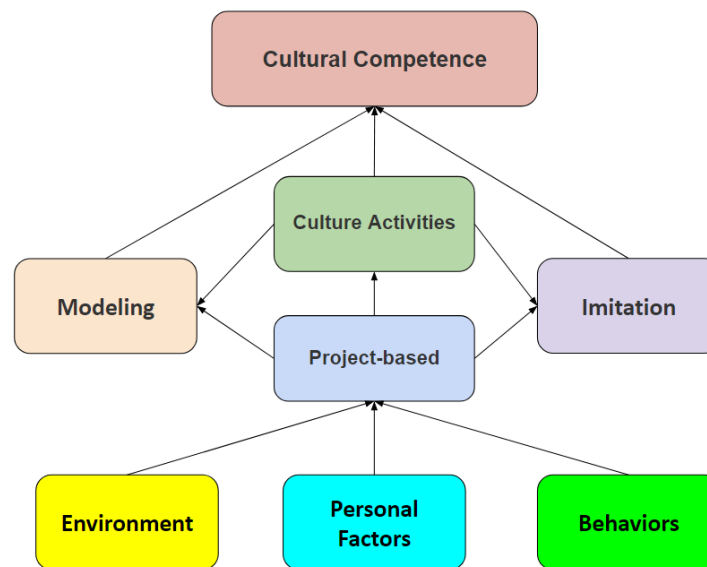 Cultural Competence
Culture Activities
Modeling
Imitation
Project-based
Environment
Personal
Factors
Behaviors